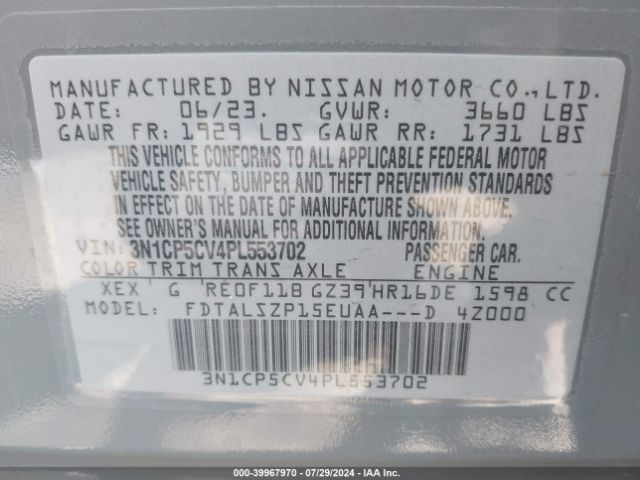 MANUFACTURED BY NISSAN MOTOR CO.,LTD.
DATE: 06/23. GVWR: 3660 LBS
GAWR FR: 1929 LBS GAWR RR: 1731 LBS
THIS VEHICLE CONFORMS TO ALL APPLICABLE FEDERAL MOTOR
VEHICLE SAFETY, BUMPER AND THEFT PREVENTION STANDARDS
IN EFFECT ON THE DATE OF MANUFACTURE SHOWN ABOVE.
SEE OWNER'S MANUAL FOR ADDITIONAL INFORMATION.
VIN: 3N1CP5CV4PL553702 PASSENGER CAR.
COLOR TRIM TRANS AXLE ENGINE
XEX G RE0F11B GZ39 HR16DE 1598 CC
MODEL: FDTALSZP15EUAA---D 4Z000
3N1CP5CV4PL553702
000-39967970 | 07/29/2024 | IAAI.COM